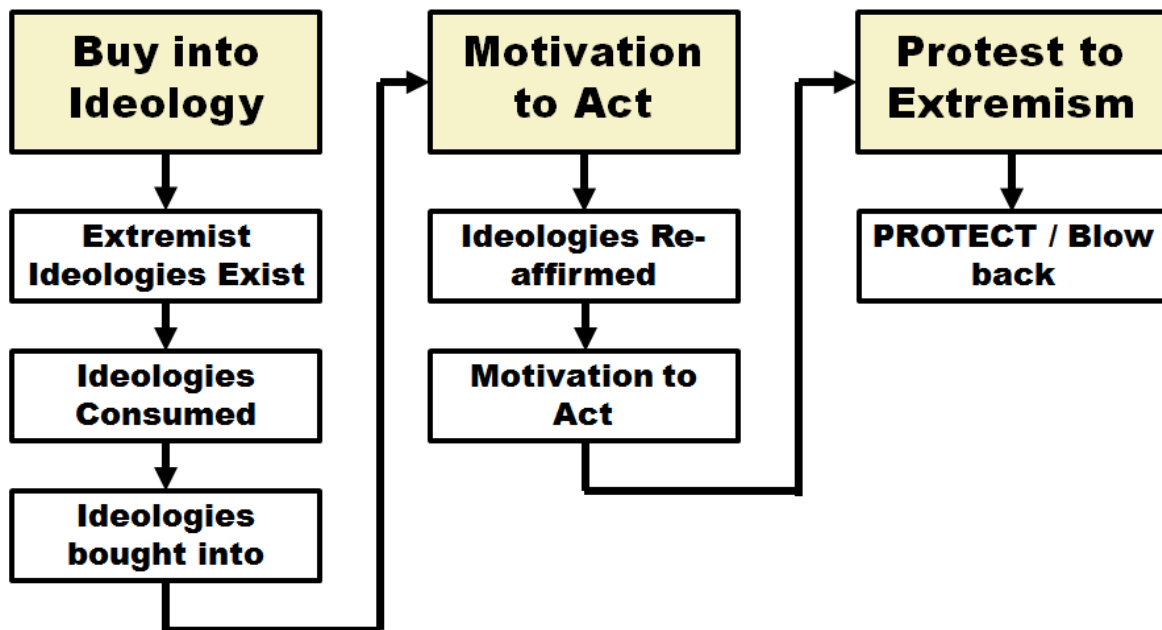 Buy into
Ideology
Extremist
Ideologies Exist
Ideologies
Consumed
Ideologies
bought into
Motivation
to Act
Ideologies Re-
affirmed
Motivation to
Act
Protest to
Extremism
PROTECT / Blow
back